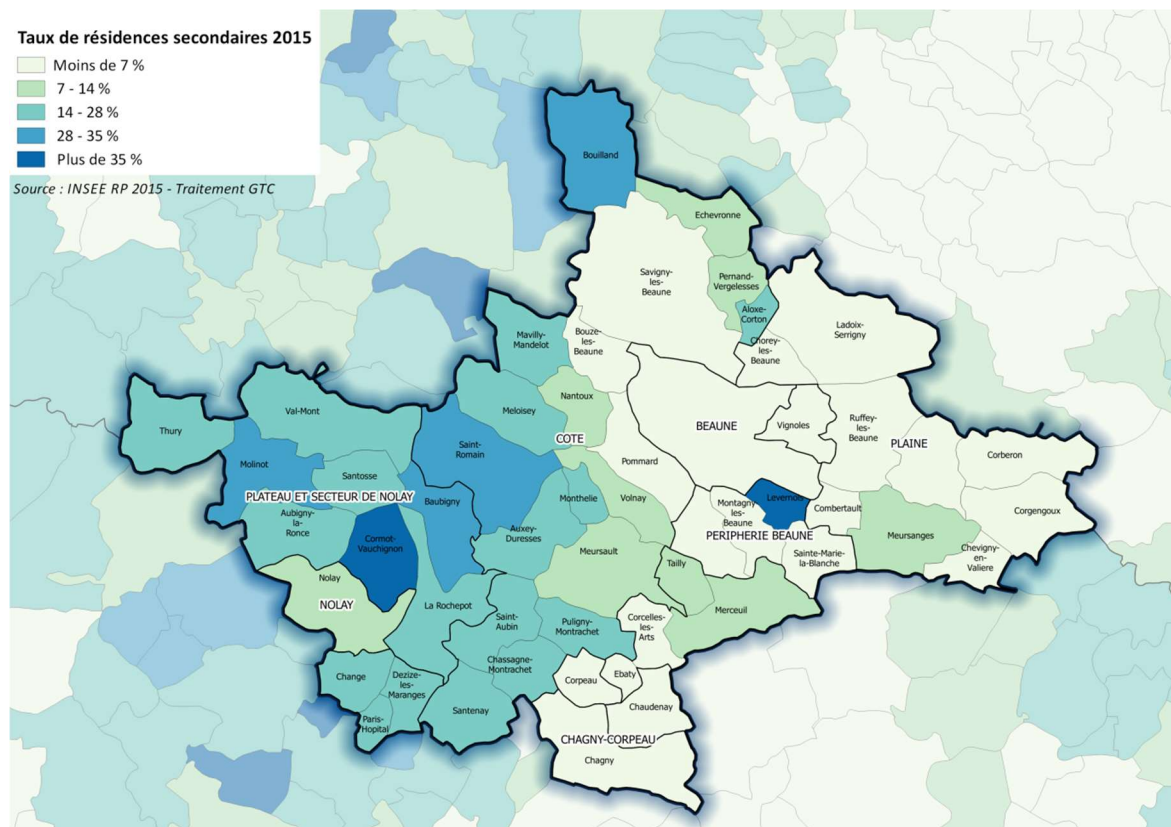 Taux de résidences secondaires 2015
Moins de 7 %
7 - 14 %
14 - 28 %
28 - 35 %
Plus de 35 %
Source : INSEE RP 2015 - Traitement GTC
Bouilland
Echevronne
Savigny-
les-
Beaune
Pernand-
Vergelesses
Aloxe-
Corton
Ladoix-
Serrigny
Chorey-
les-
Beaune
Mavilly-
Mandelot
Bouze-
les-
Beaune
Nantoux
Meloisey
COTE
BEAUNE
Vignoles
Ruffey-
les-
Beaune
PLAINE
Corberon
Corgengoux
Thury
Val-Mont
Saint-
Romain
Molinot
Santosse
PLATEAU ET SECTEUR DE NOLAY
Baubigny
Aubigny-
la-
Ronce
Cormot-
Vauchignon
Auxey-
Duresses
Monthelie
Volnay
Pommard
Montagny
les-
Beaune
Levernois
Combertault
PERIPHERIE BEAUNE
Sainte-Marie-
la-Blanche
Meursanges
Chevigny-
en-
Valiere
Meursault
Tailly
Merceuil
Nolay
NOLAY
La Rochepot
Saint-
Aubin
Puligny-
Montrachet
Corcelles-
les-
Arts
Chassagne-
Montrachet
Change
Dezize-
les-
Maranges
Paris-
Hopital
Santenay
Corpeau
Ebaty
Chaudenay
CHAGNY-CORPEAU
Chagny